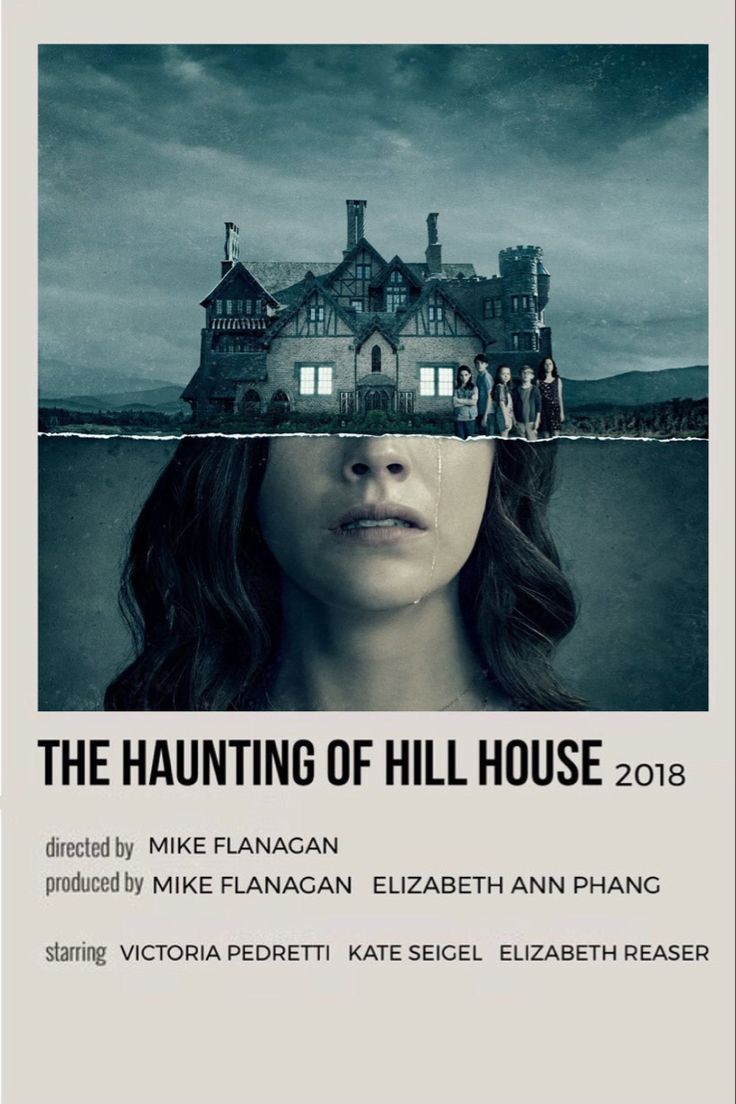 THE HAUNTING OF HILL HOUSE 2018
directed by MIKE FLANAGAN
produced by MIKE FLANAGAN ELIZABETH ANN PHANG
starring VICTORIA PEDRETTI KATE SEIGEL ELIZABETH REASER